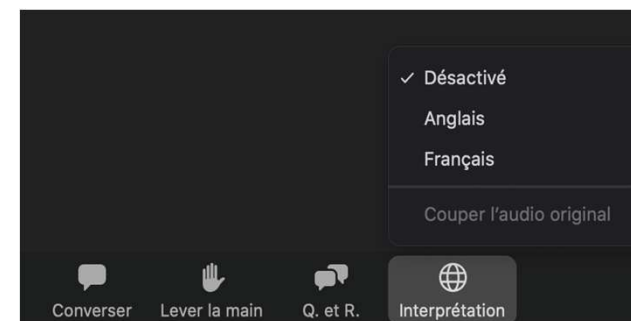 ✓ Désactivé
Anglais
Français
Couper l'audio original
Converser Lever la main Q. et R. Interprétation